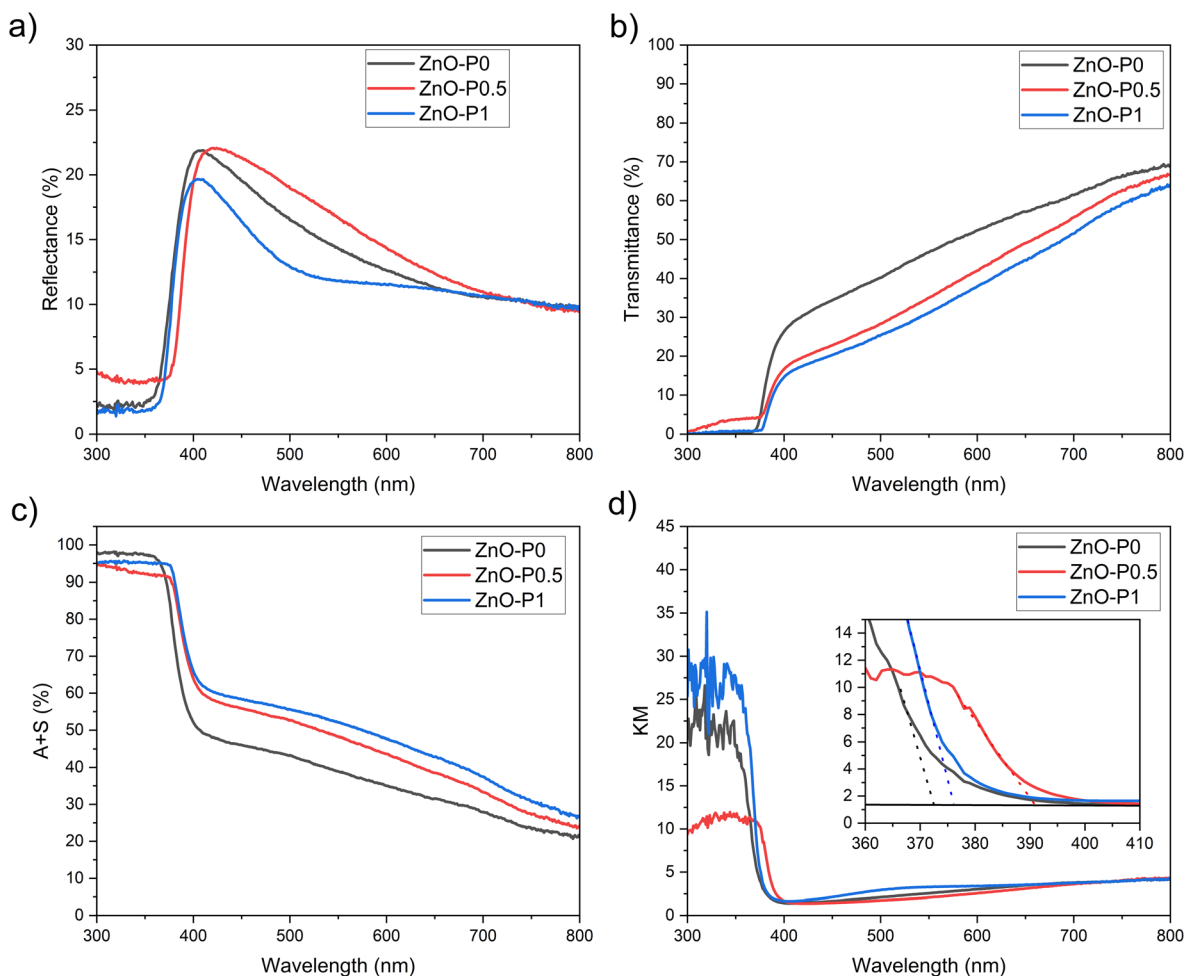 a)
30
25
20
15
10
5
0
300 400 500 600 700 800
Reflectance (%)
Wavelength (nm)
ZnO-P0
ZnO-P0.5
ZnO-P1
b)
100
90
80
70
60
50
40
30
20
10
0
300 400 500 600 700 800
Transmittance (%)
Wavelength (nm)
ZnO-P0
ZnO-P0.5
ZnO-P1
c)
100
90
80
70
60
50
40
30
20
10
0
300 400 500 600 700 800
A+S (%)
Wavelength (nm)
ZnO-P0
ZnO-P0.5
ZnO-P1
d)
45
40
35
30
25
20
15
10
5
0
300 400 500 600 700 800
KM
Wavelength (nm)
ZnO-P0
ZnO-P0.5
ZnO-P1
14
12
10
8
6
4
2
0
360 370 380 390 400 410